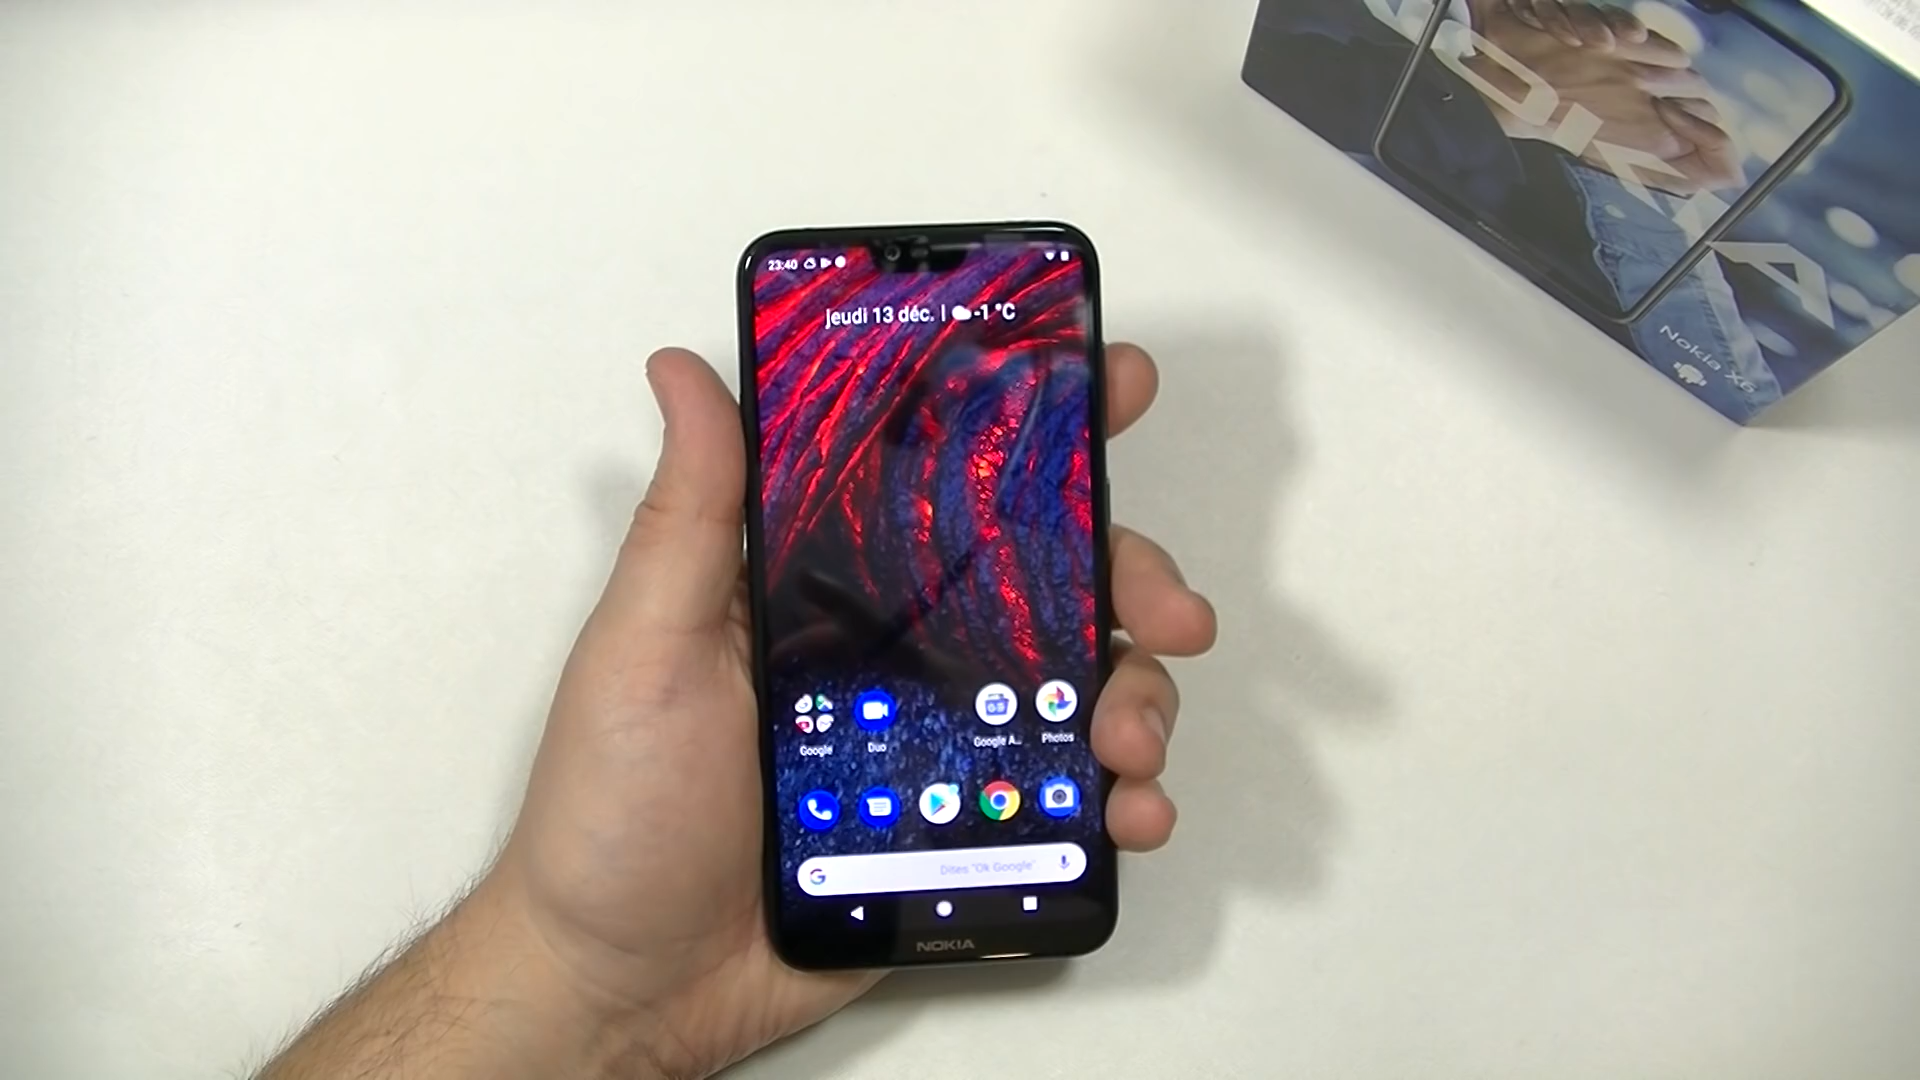 NOKIA
Nokia X6
23:40
jeudi 13 déc. | -1 °C
Google
Duo
Google A...
Photos
Dites "Ok Google"
NOKIA